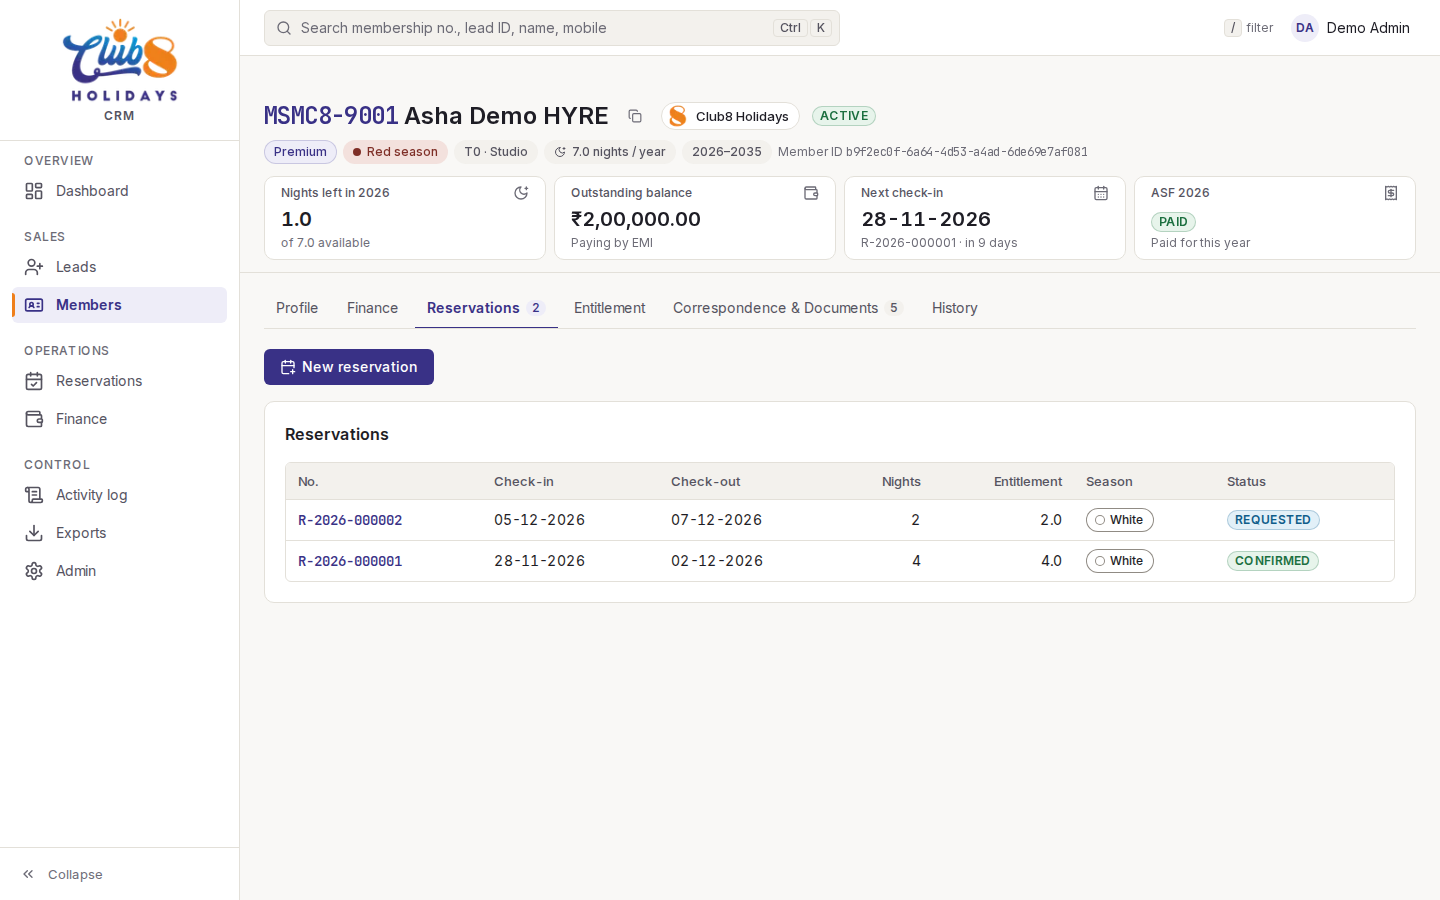 Club8
HOLIDAYS
CRM
OVERVIEW
Dashboard
SALES
Leads
Members
OPERATIONS
Reservations
Finance
CONTROL
Activity log
Exports
Admin
Collapse
Search membership no., lead ID, name, mobile Ctrl K
/ filter DA Demo Admin
MSMC8-9001 Asha Demo HYRE Club8 Holidays ACTIVE
Premium Red season T0 · Studio 7.0 nights / year 2026–2035 Member ID b9f2ec0f-6a64-4d53-a4ad-6de69e7af081
Nights left in 2026
1.0
of 7.0 available
Outstanding balance
₹2,00,000.00
Paying by EMI
Next check-in
28-11-2026
R-2026-000001 · in 9 days
ASF 2026
PAID
Paid for this year
Profile Finance Reservations 2 Entitlement Correspondence & Documents 5 History
New reservation
Reservations
No. Check-in Check-out Nights Entitlement Season Status
R-2026-000002 05-12-2026 07-12-2026 2 2.0 White REQUESTED
R-2026-000001 28-11-2026 02-12-2026 4 4.0 White CONFIRMED